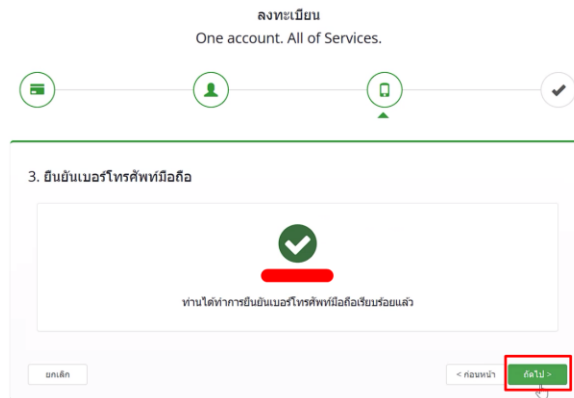 ลงทะเบียน
One account. All of Services.
3. ยืนยันเบอร์โทรศัพท์มือถือ
ท่านได้ทำการยืนยันเบอร์โทรศัพท์มือถือเรียบร้อยแล้ว
ยกเลิก
< ก่อนหน้า
ถัดไป >